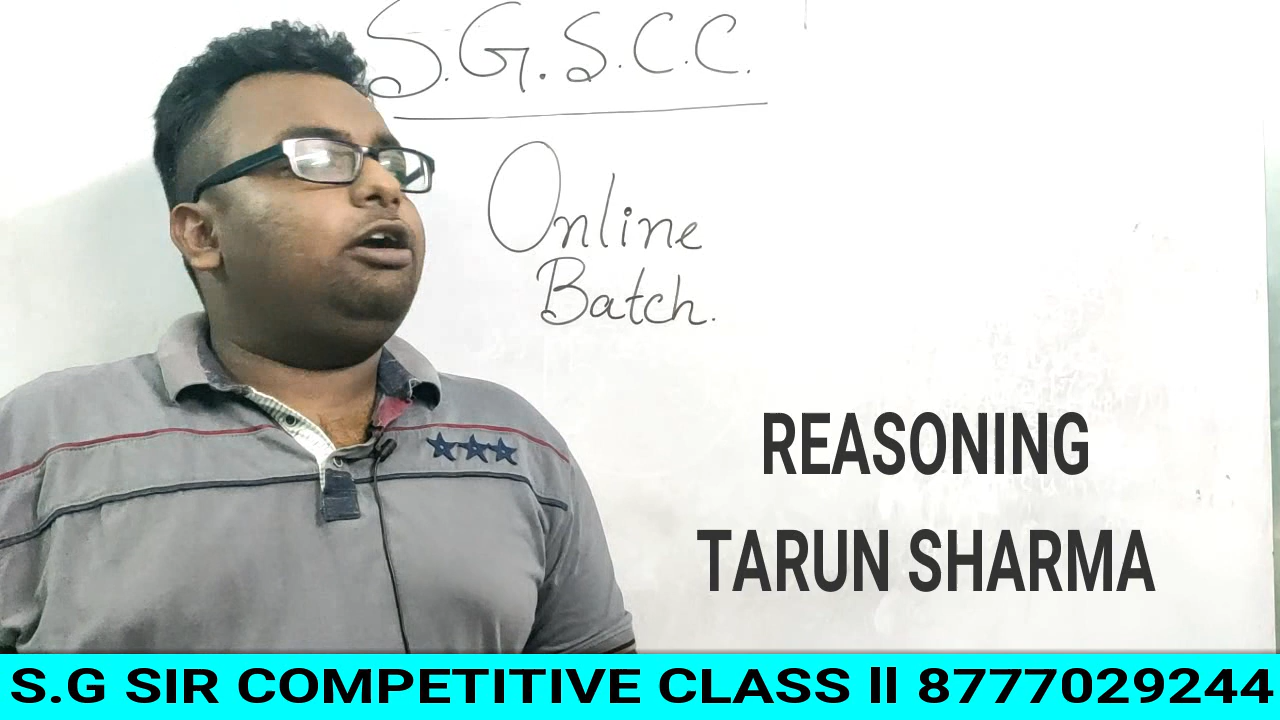 S.G.S.C.C.
Online
Batch.
REASONING
TARUN SHARMA
S.G SIR COMPETITIVE CLASS ll 8777029244